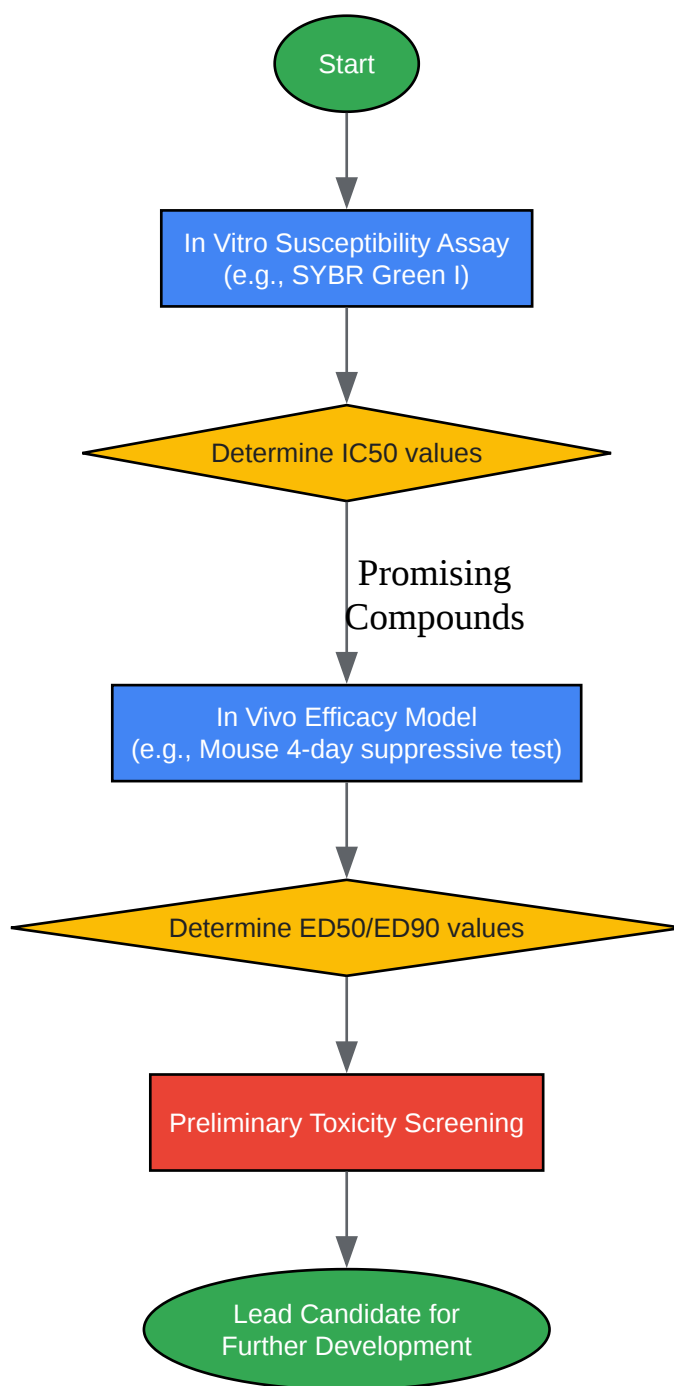 Start
In Vitro Susceptibility Assay
(e.g., SYBR Green I)
Determine IC50 values
Promising
Compounds
In Vivo Efficacy Model
(e.g., Mouse 4-day suppressive test)
Determine ED50/ED90 values
Preliminary Toxicity Screening
Lead Candidate for
Further Development